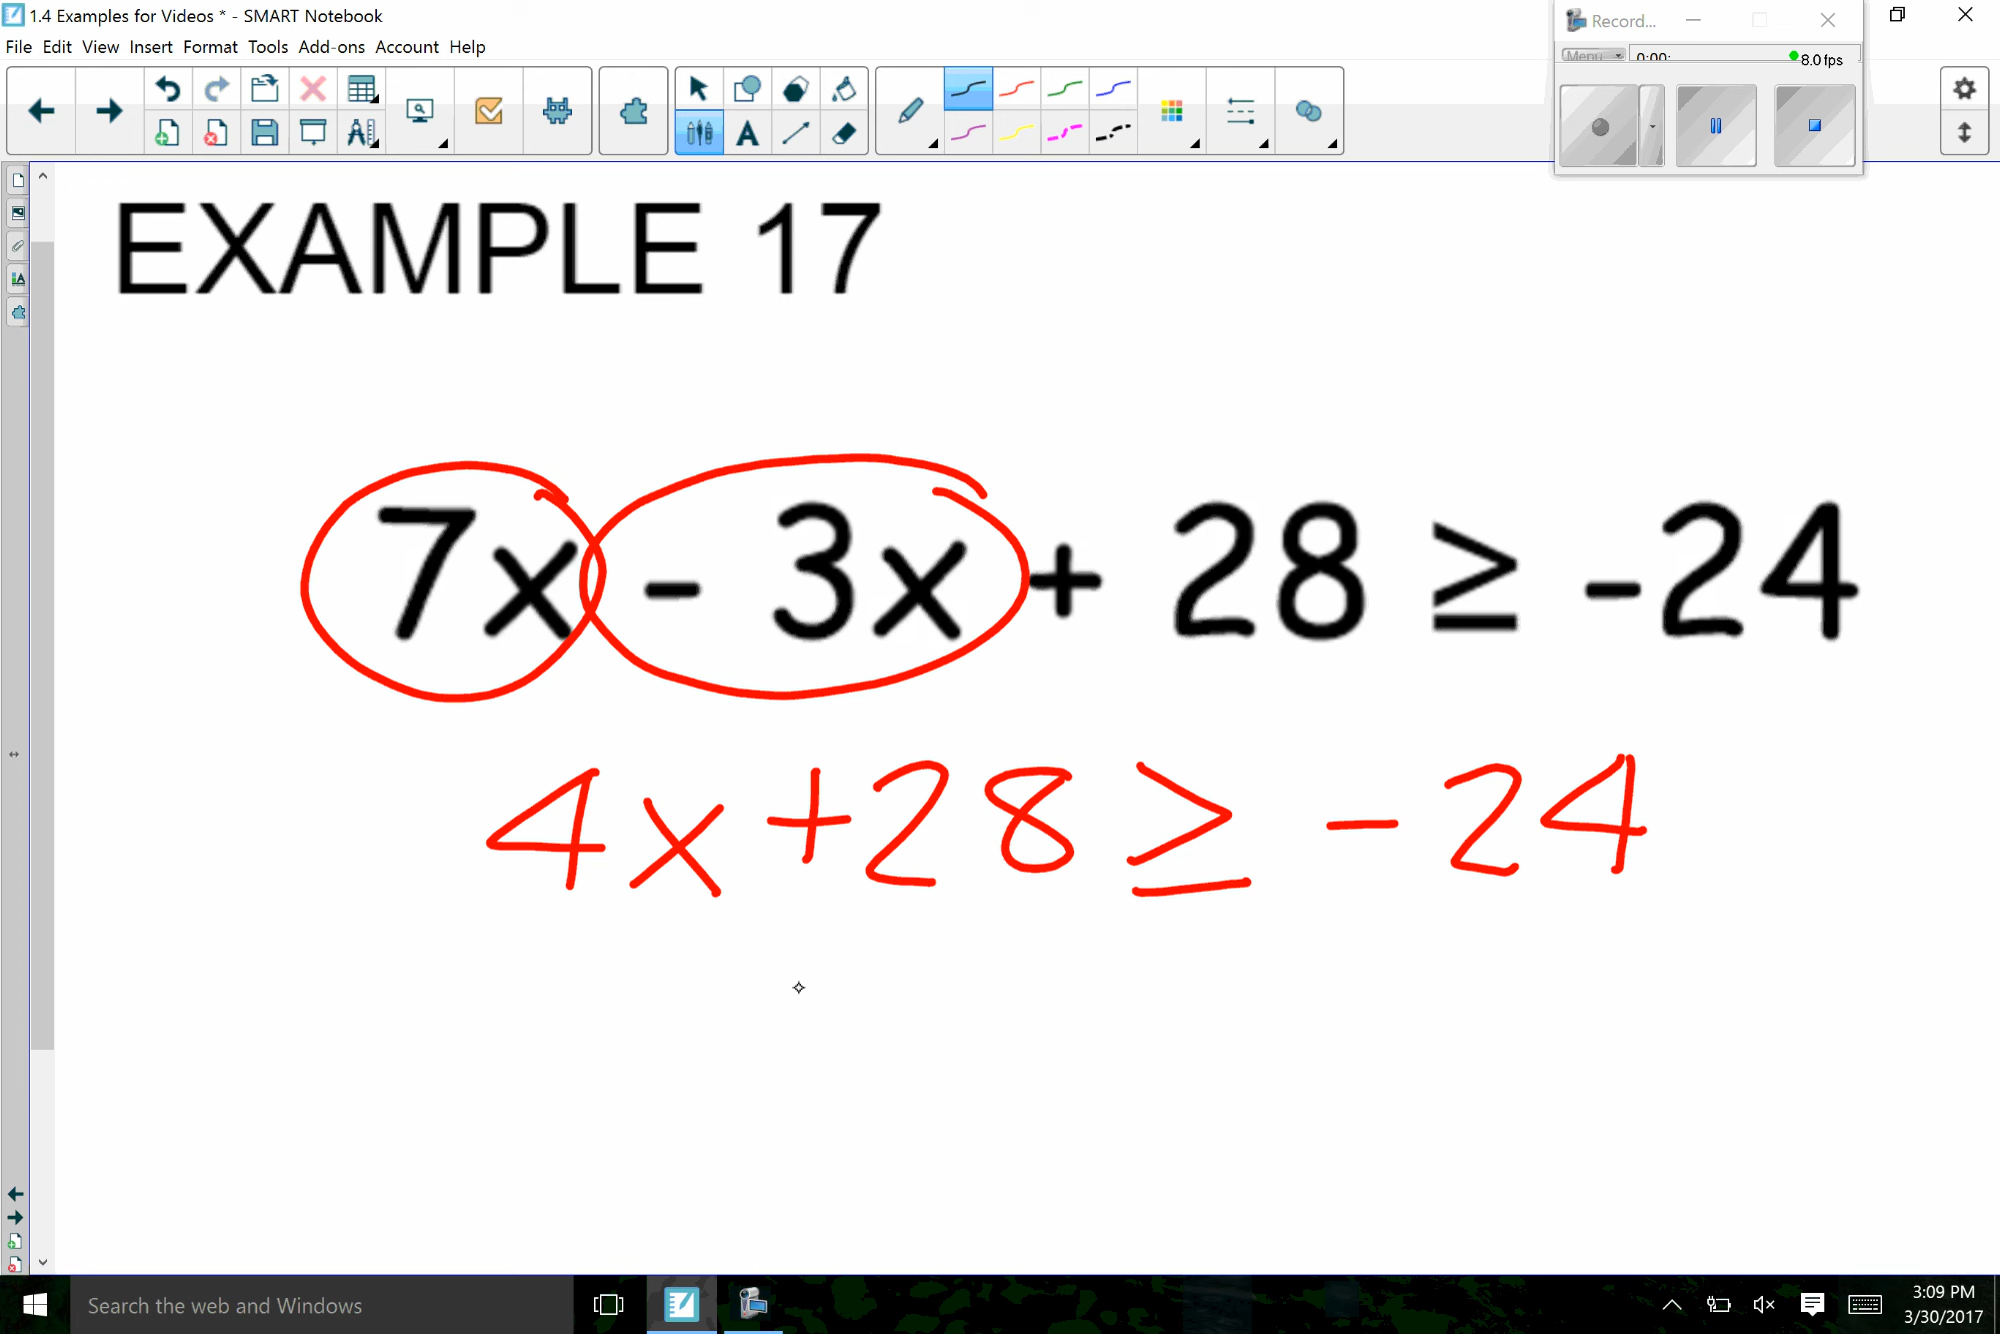 1.4 Examples for Videos * - SMART Notebook
Record...
File Edit View Insert Format Tools Add-ons Account Help
Menu
0:00:
8.0 fps
EXAMPLE 17
7x - 3x + 28 ≥ -24
4x + 28 ≥ - 24
Search the web and Windows
3:09 PM
3/30/2017